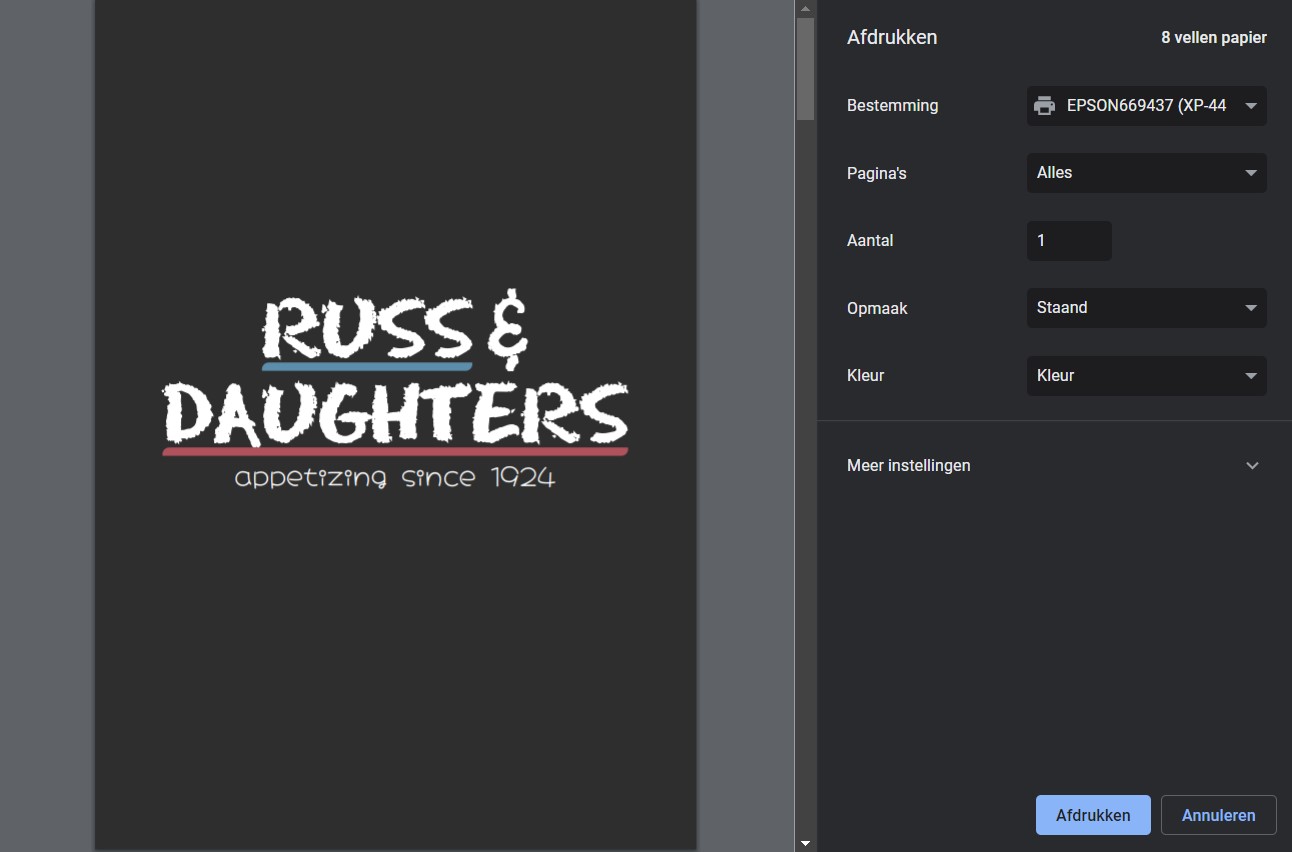 RUSS &
DAUGHTERS
appetizing since 1924
Afdrukken
8 vellen papier
Bestemming
EPSON669437 (XP-44
Pagina's
Alles
Aantal
1
Opmaak
Staand
Kleur
Kleur
Meer instellingen
Afdrukken
Annuleren